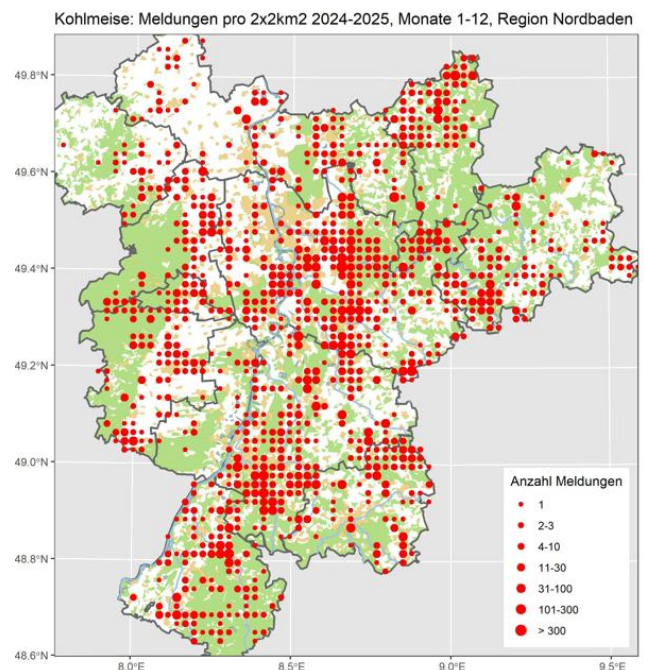 Kohlmeise: Meldungen pro 2x2km2 2024-2025, Monate 1-12, Region Nordbaden
49.8°N
49.6°N
49.4°N
49.2°N
49.0°N
48.8°N
48.6°N
Anzahl Meldungen
1
2-3
4-10
11-30
31-100
101-300
> 300
8.0°E
8.5°E
9.0°E
9.5°E